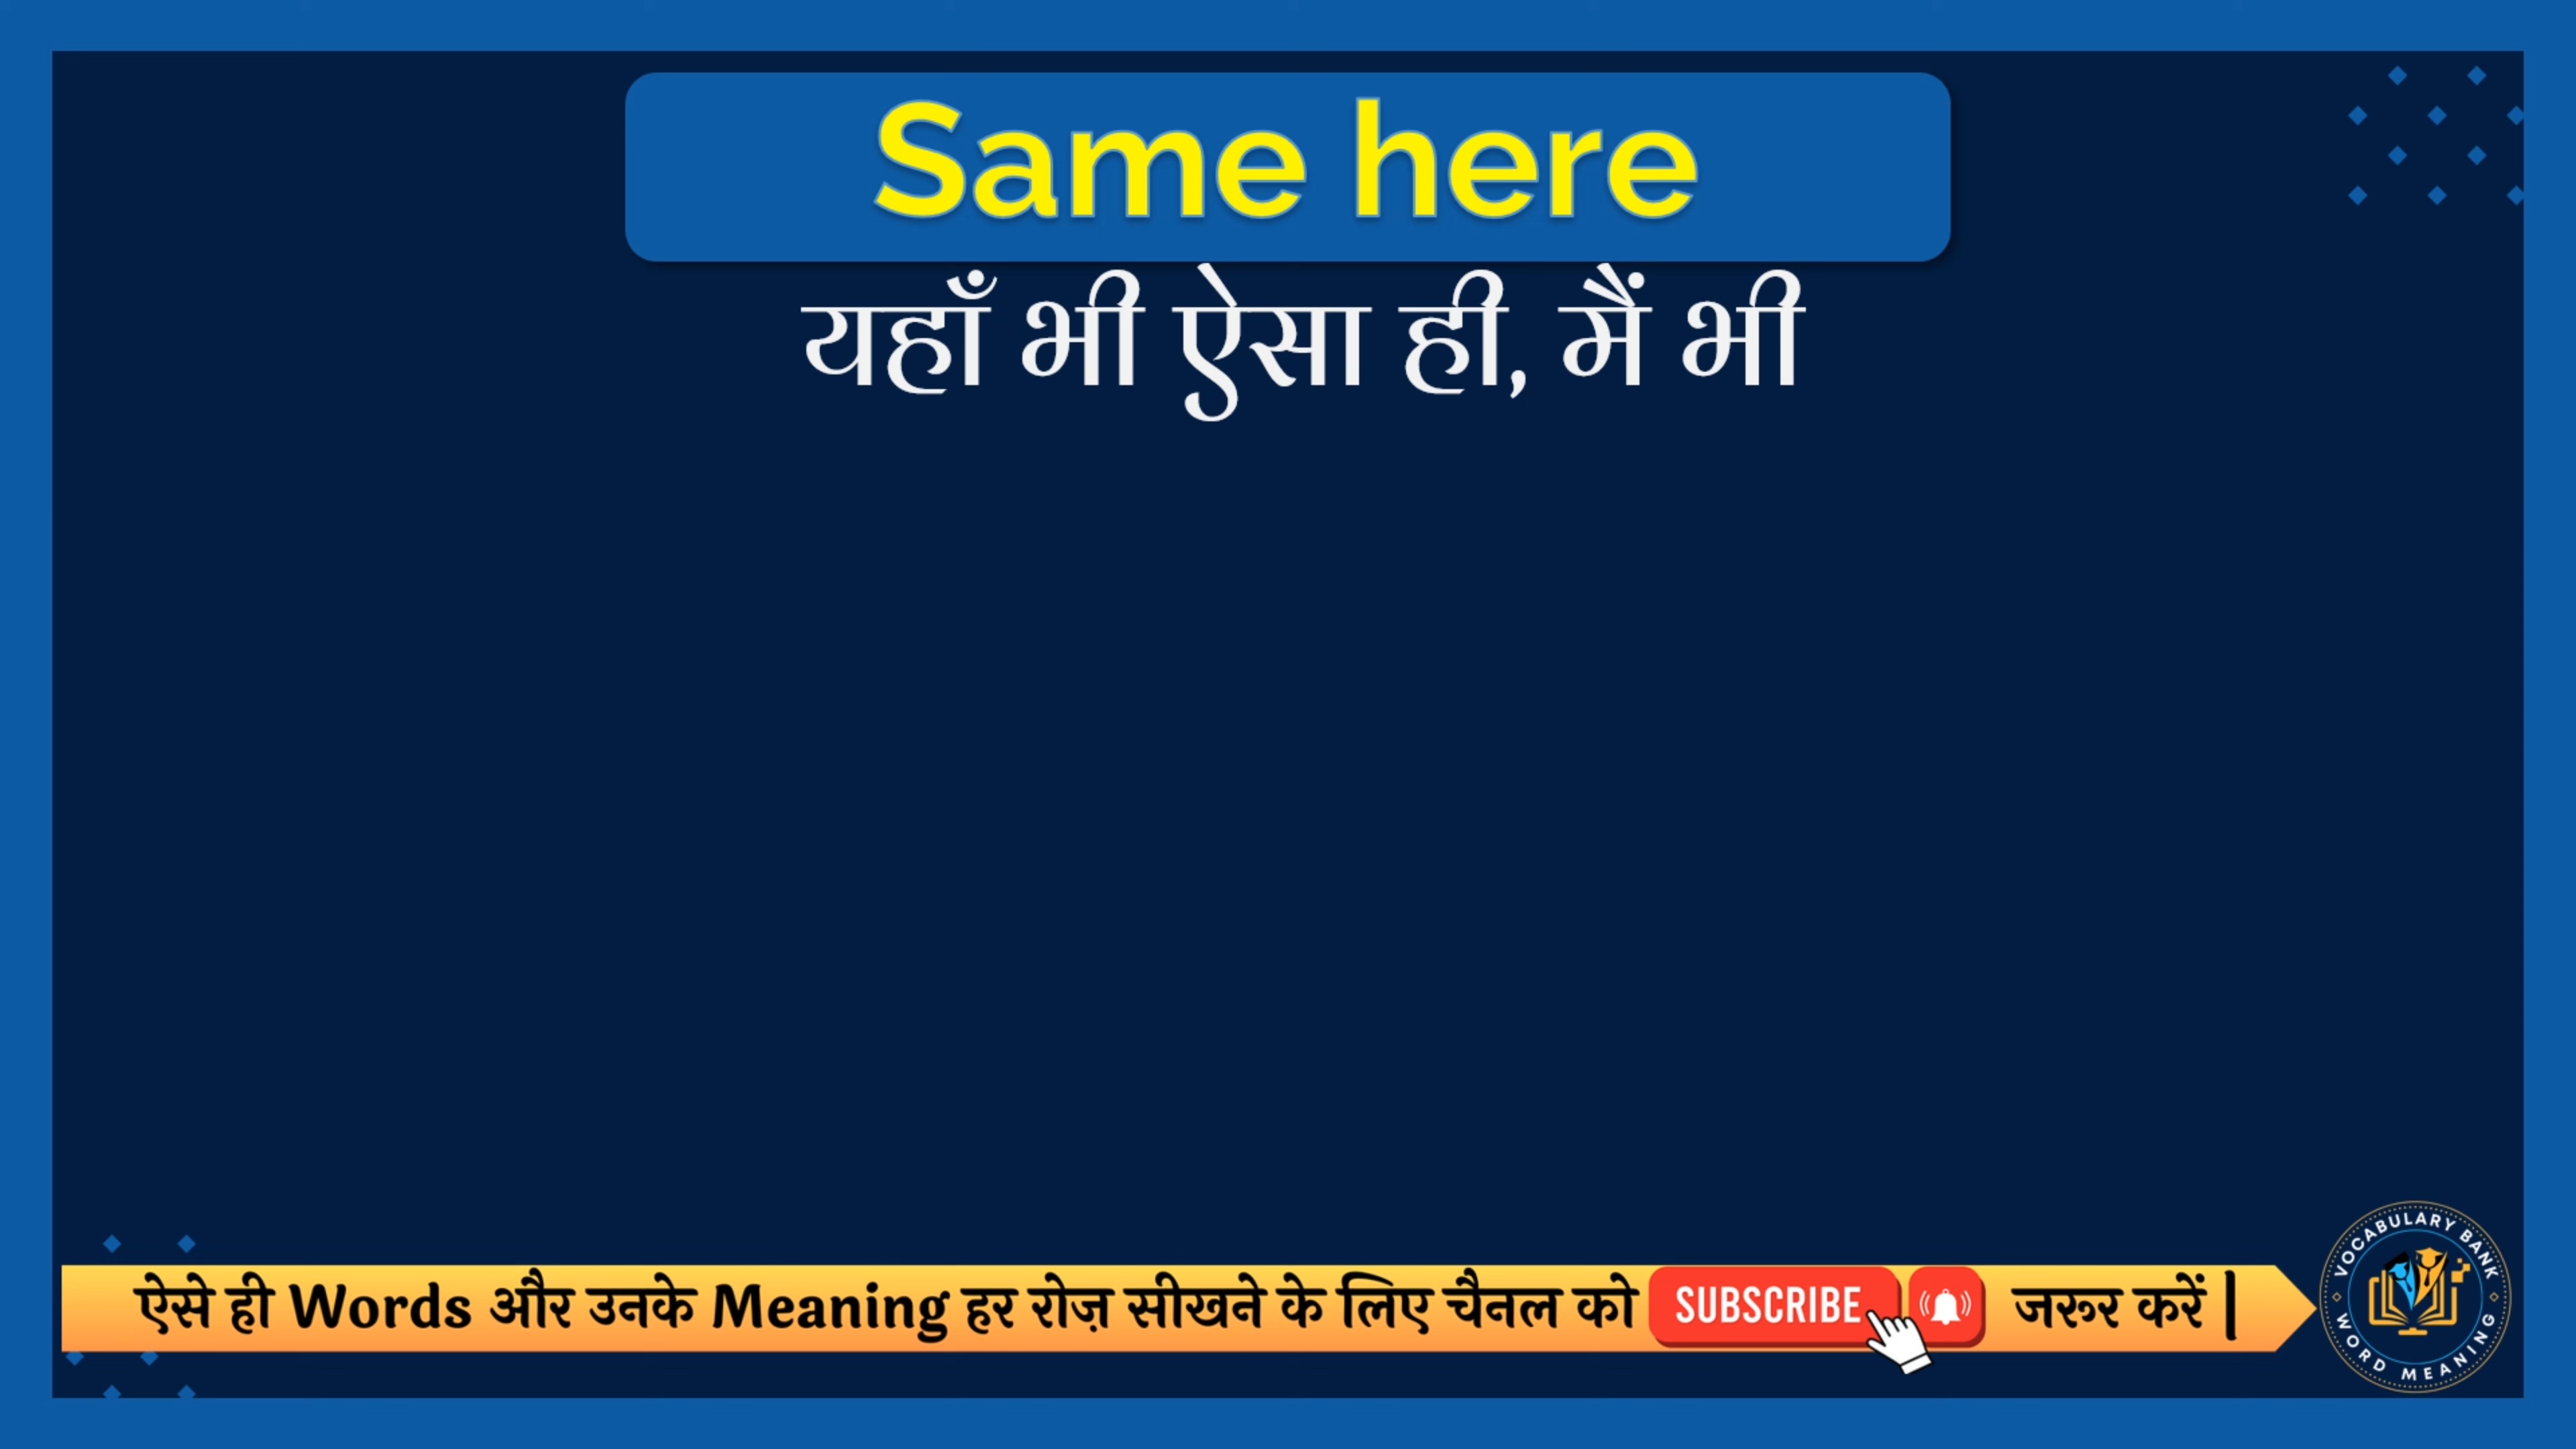 Same here
यहाँ भी ऐसा ही, मैं भी
ऐसे ही Words और उनके Meaning हर रोज़ सीखने के लिए चैनल को SUBSCRIBE जरूर करें |
VOCABULARY BANK
WORD MEANING